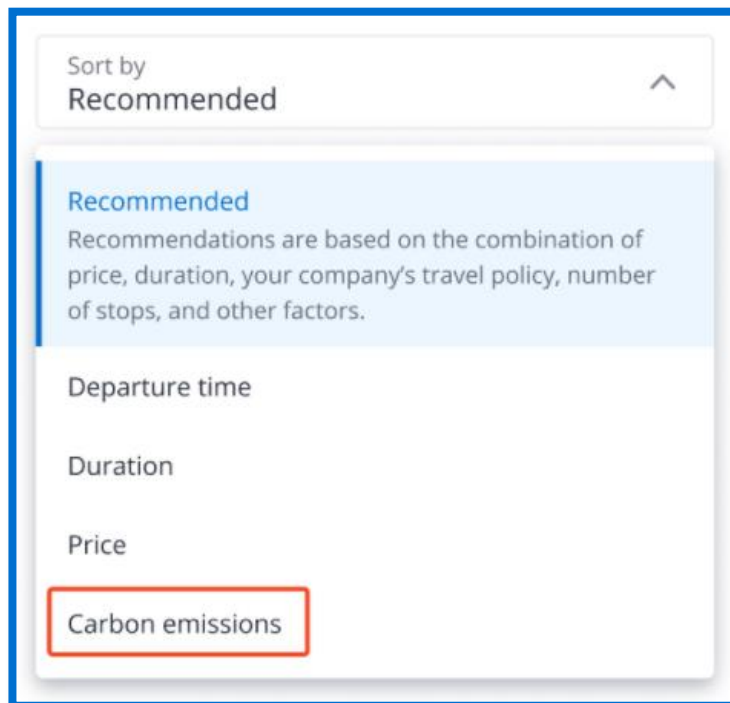 Sort by
Recommended
Recommended
Recommendations are based on the combination of
price, duration, your company’s travel policy, number
of stops, and other factors.
Departure time
Duration
Price
Carbon emissions